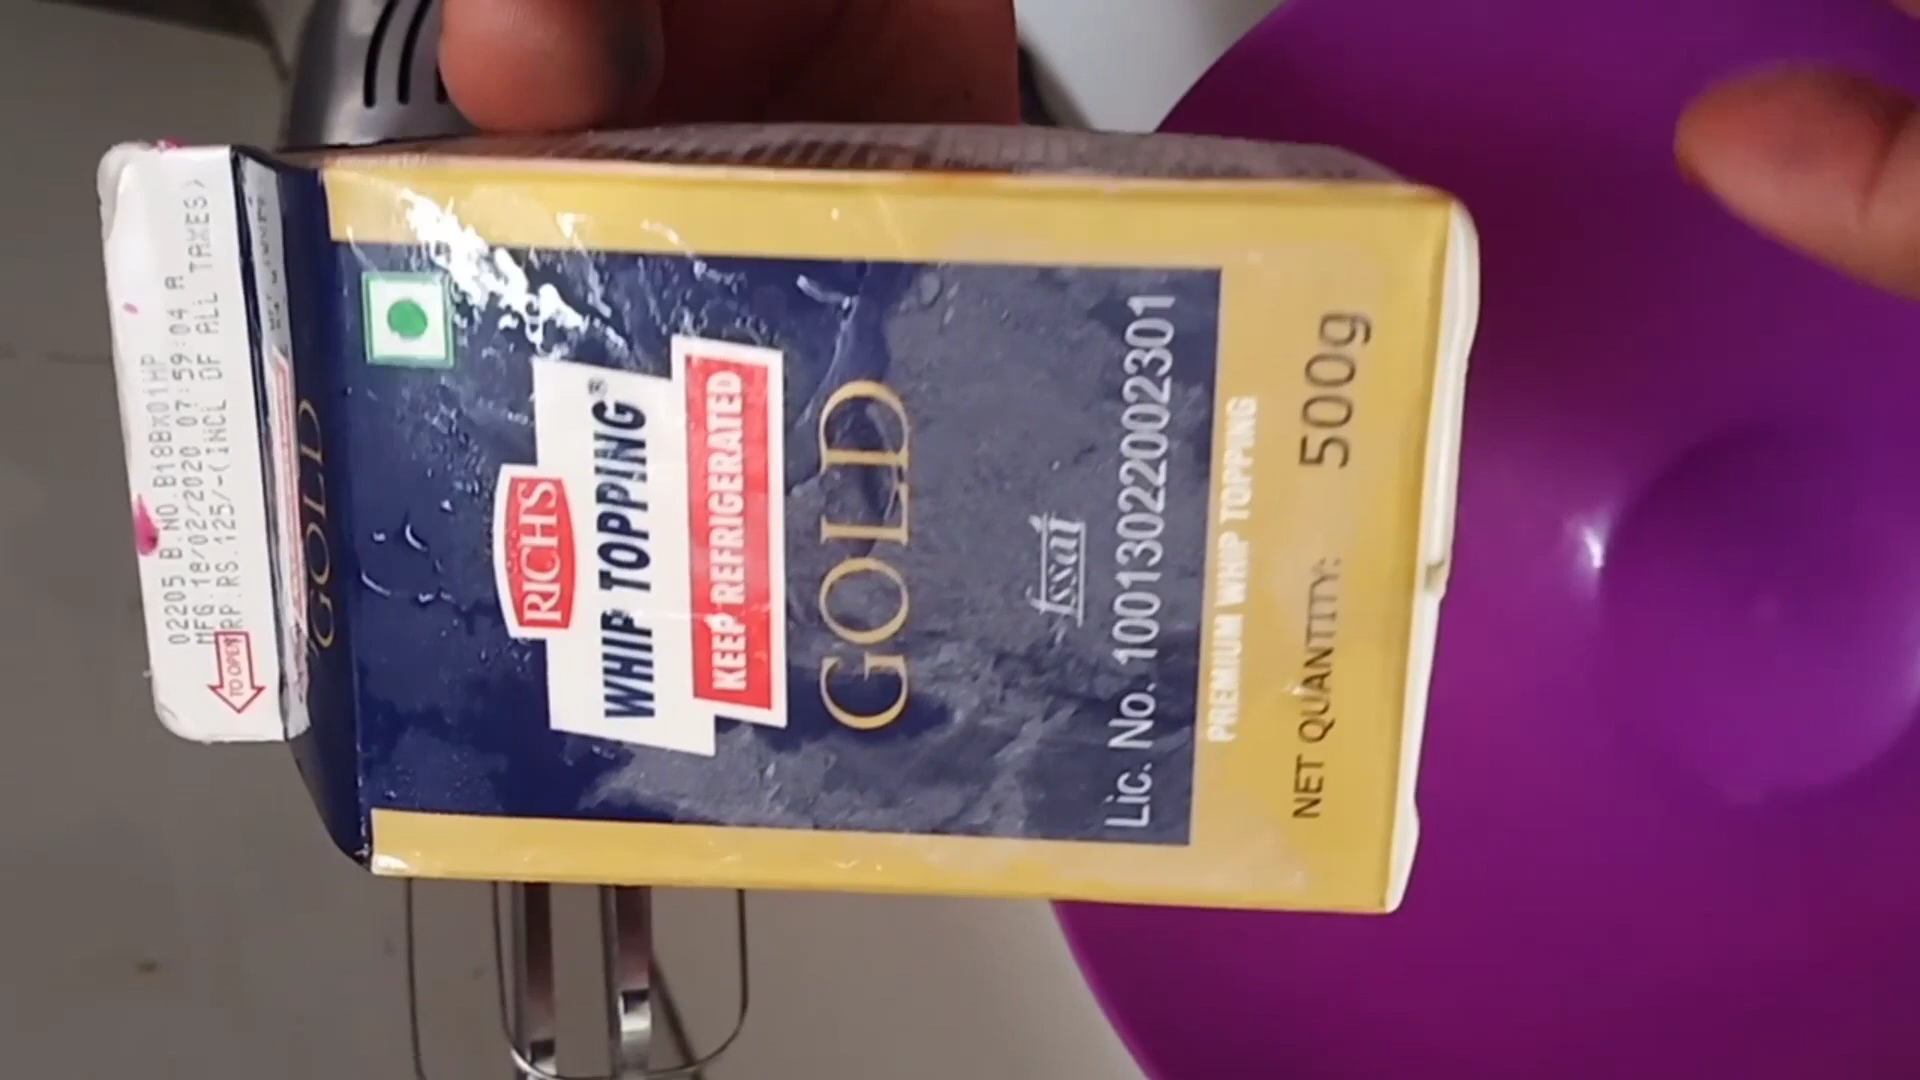 02205 B.NO.B18BX01HP
MFG.18/02/2020 07:59:04 A
RP.RS.125/-(INCL OF ALL TAXES)
TO OPEN
GOLD
RICH'S
WHIP TOPPING®
KEEP REFRIGERATED
GOLD
fssai
Lic. No. 10013022002301
PREMIUM WHIP TOPPING
NET QUANTITY: 500g